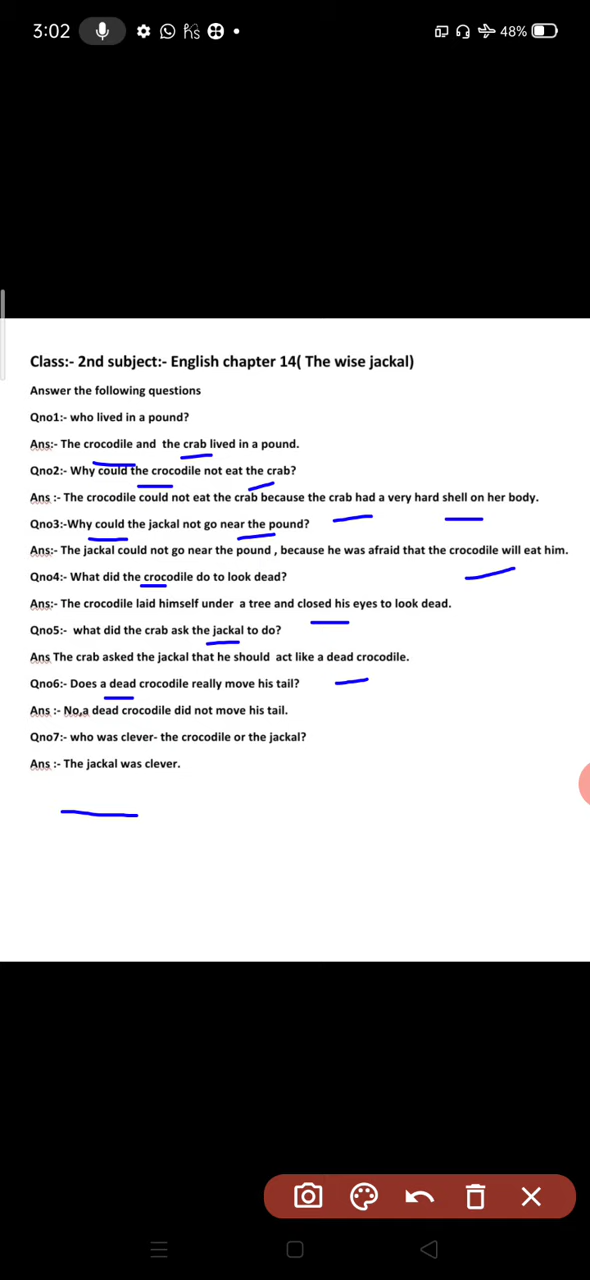 3:02
48%
Class:- 2nd subject:- English chapter 14( The wise jackal)
Answer the following questions
Qno1:- who lived in a pound?
Ans:- The crocodile and the crab lived in a pound.
Qno2:- Why could the crocodile not eat the crab?
Ans :- The crocodile could not eat the crab because the crab had a very hard shell on her body.
Qno3:-Why could the jackal not go near the pound?
Ans:- The jackal could not go near the pound , because he was afraid that the crocodile will eat him.
Qno4:- What did the crocodile do to look dead?
Ans:- The crocodile laid himself under a tree and closed his eyes to look dead.
Qno5:- what did the crab ask the jackal to do?
Ans The crab asked the jackal that he should act like a dead crocodile.
Qno6:- Does a dead crocodile really move his tail?
Ans :- No,a dead crocodile did not move his tail.
Qno7:- who was clever- the crocodile or the jackal?
Ans :- The jackal was clever.